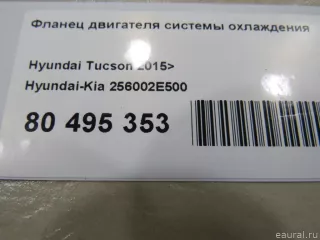 Фланец двигателя системы охлаждения
Hyundai Tucson 2015>
Hyundai-Kia 256002E500
80 495 353
eaural.ru